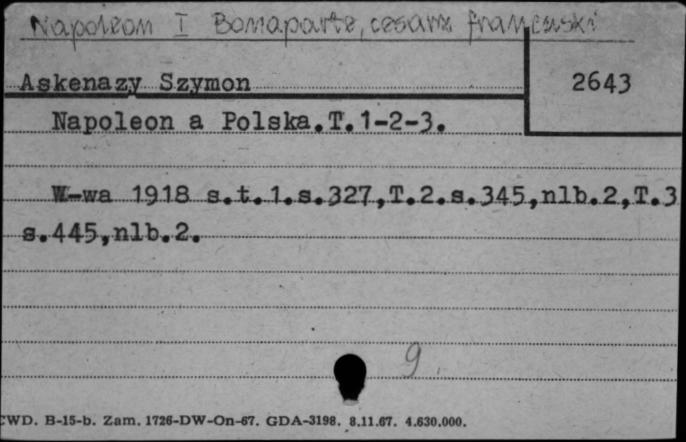 Napoleon I Bonaparte, cesarz francuski
Askenazy Szymon
2643
Napoleon a Polska.T.1-2-3.
W-wa 1918 s.t.1.s.327,T.2.s.345,nlb.2,T.3
s.445,nlb.2.
9
CWD. B-15-b. Zam. 1726-DW-On-67. GDA-3198. 8.11.67. 4.630.000.